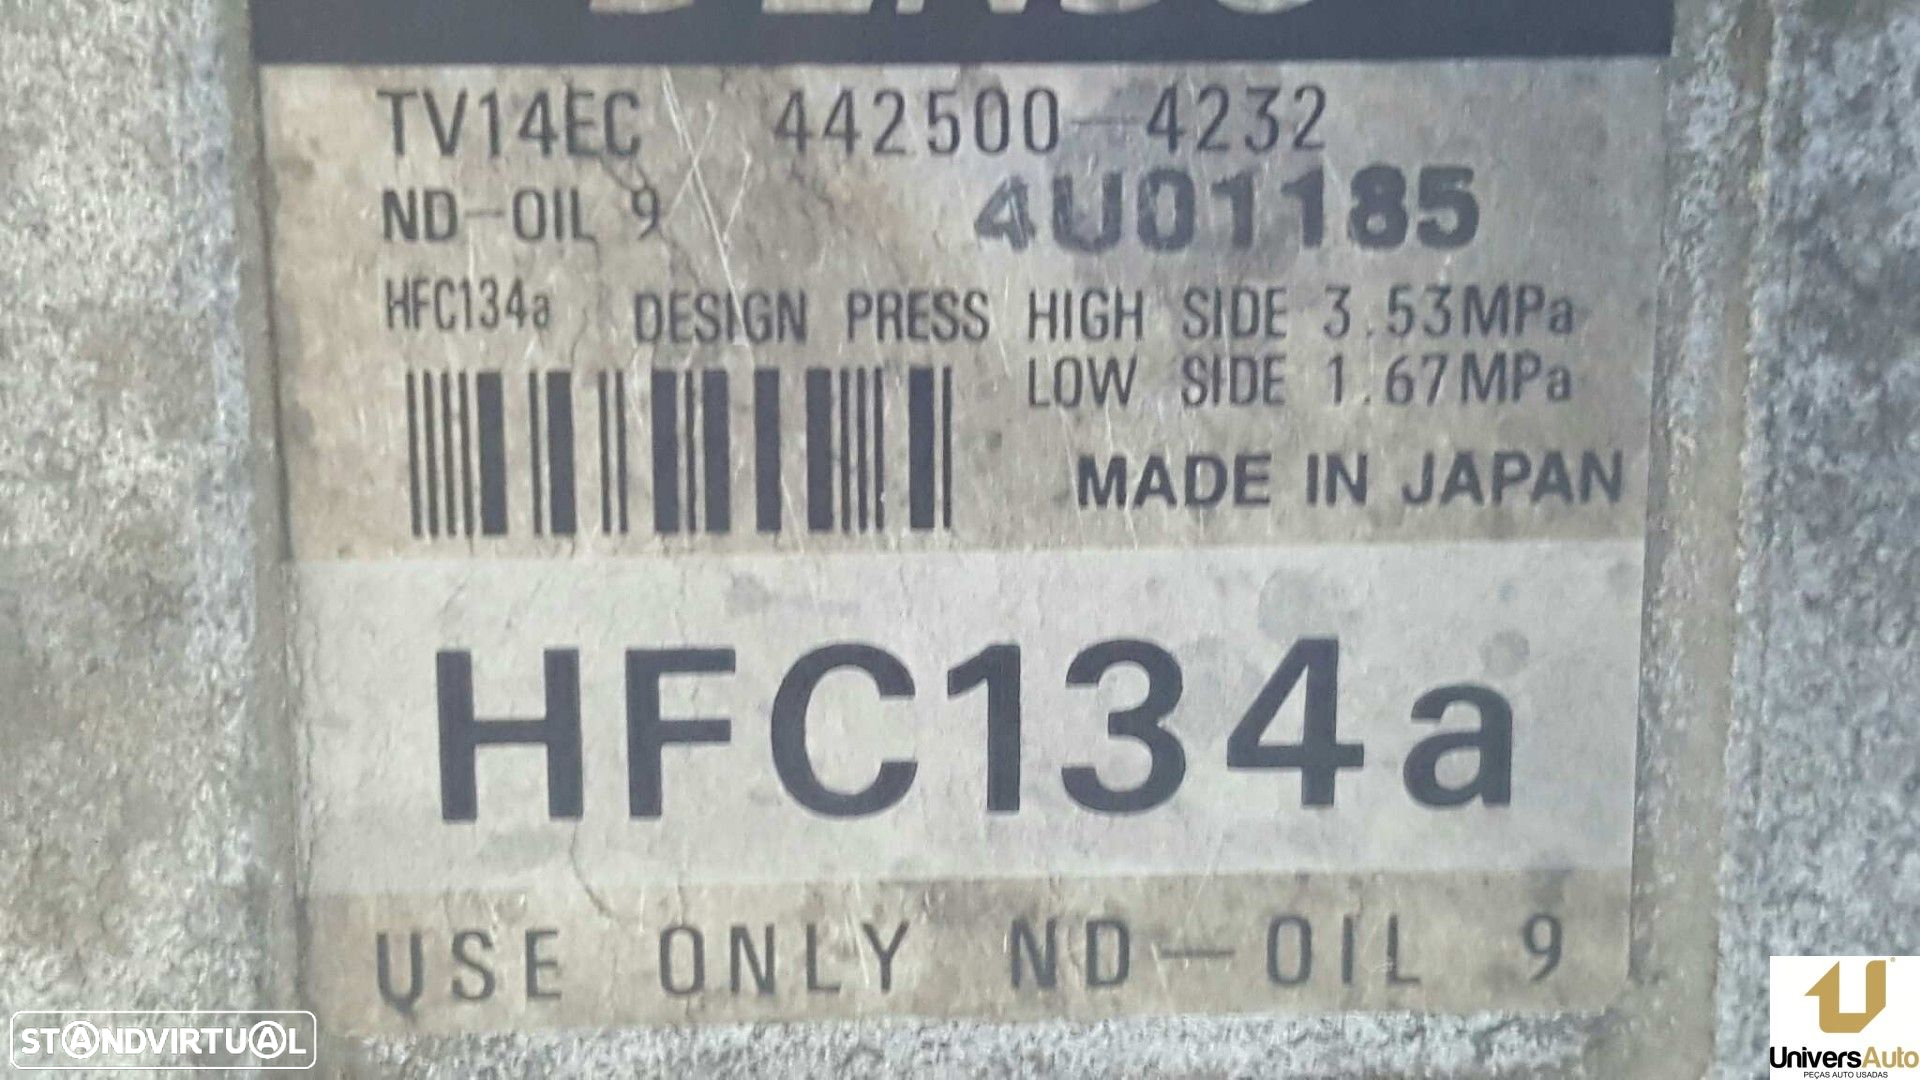 DENSO
TV14EC 442500-4232
ND-OIL 9 4U01185
HFC134a DESIGN PRESS HIGH SIDE 3.53MPa
LOW SIDE 1.67MPa
MADE IN JAPAN
HFC134a
USE ONLY ND-OIL 9
STANDVIRTUAL
UniversAuto
PEÇAS AUTO USADAS